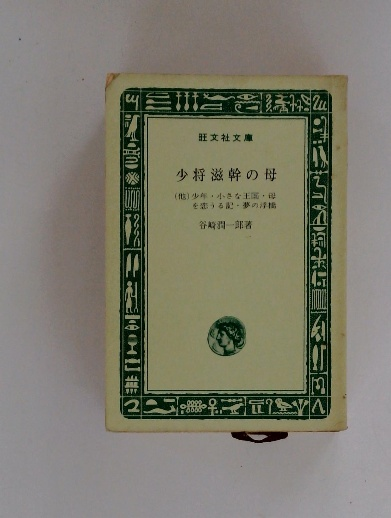 旺文社文庫
少将滋幹の母
(他)少年・小さな王国・母
を恋うる記・夢の浮橋
谷崎潤一郎著